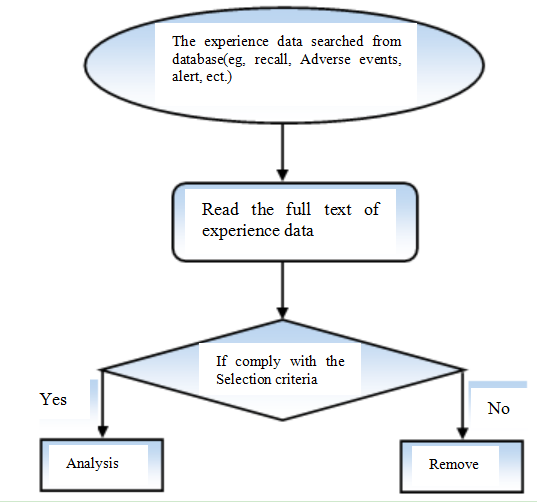 The experience data searched from
database(eg, recall, Adverse events,
alert, ect.)
Read the full text of
experience data
If comply with the
Selection criteria
Yes
No
Analysis
Remove